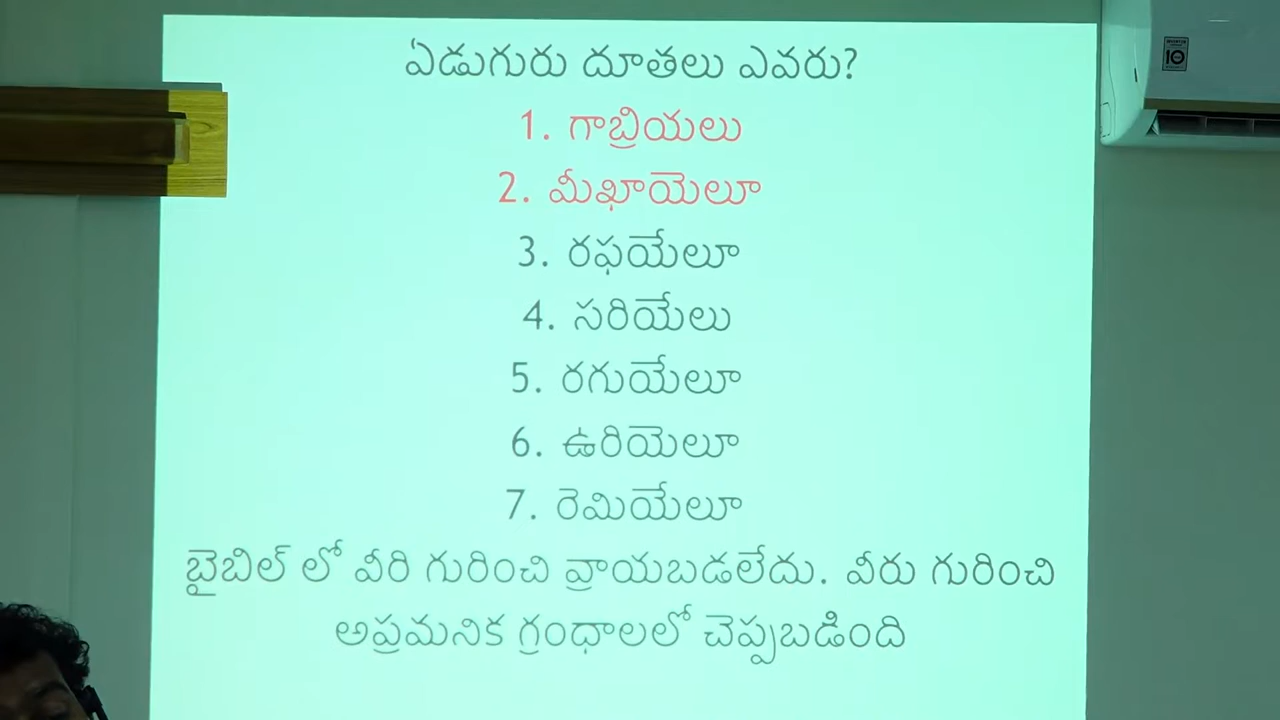 ఏడుగురు దూతలు ఎవరు?
1. గాబ్రియలు
2. మీఖాయెలూ
3. రఫయేలూ
4. సరియేలు
5. రగుయేలూ
6. ఉరియెలూ
7. రెమియేలూ
బైబిల్ లో వీరి గురించి వ్రాయబడలేదు. వీరు గురించి
అప్రమనిక గ్రంధాలలో చెప్పబడింది
10